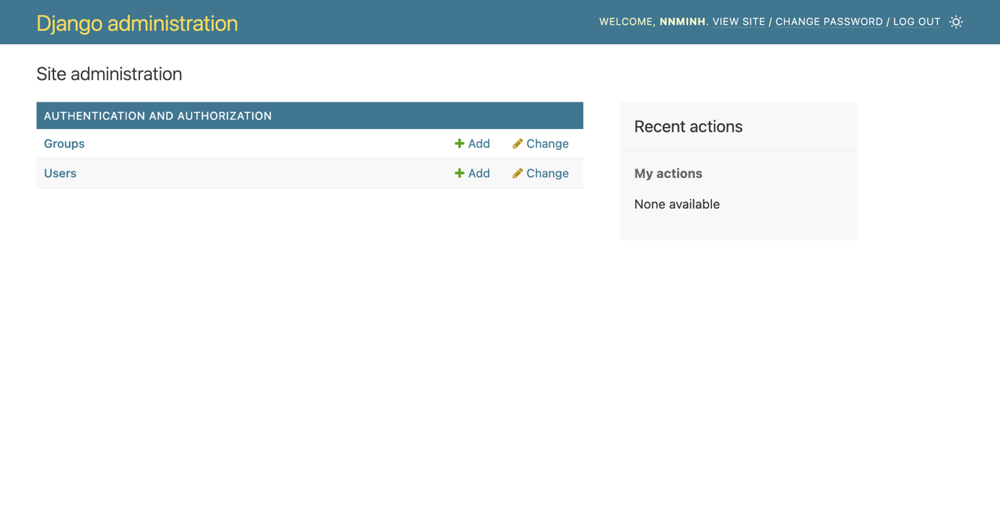 Django administration
WELCOME, NNMINH. VIEW SITE / CHANGE PASSWORD / LOG OUT
Site administration
AUTHENTICATION AND AUTHORIZATION
Groups Add Change
Users Add Change
Recent actions
My actions
None available